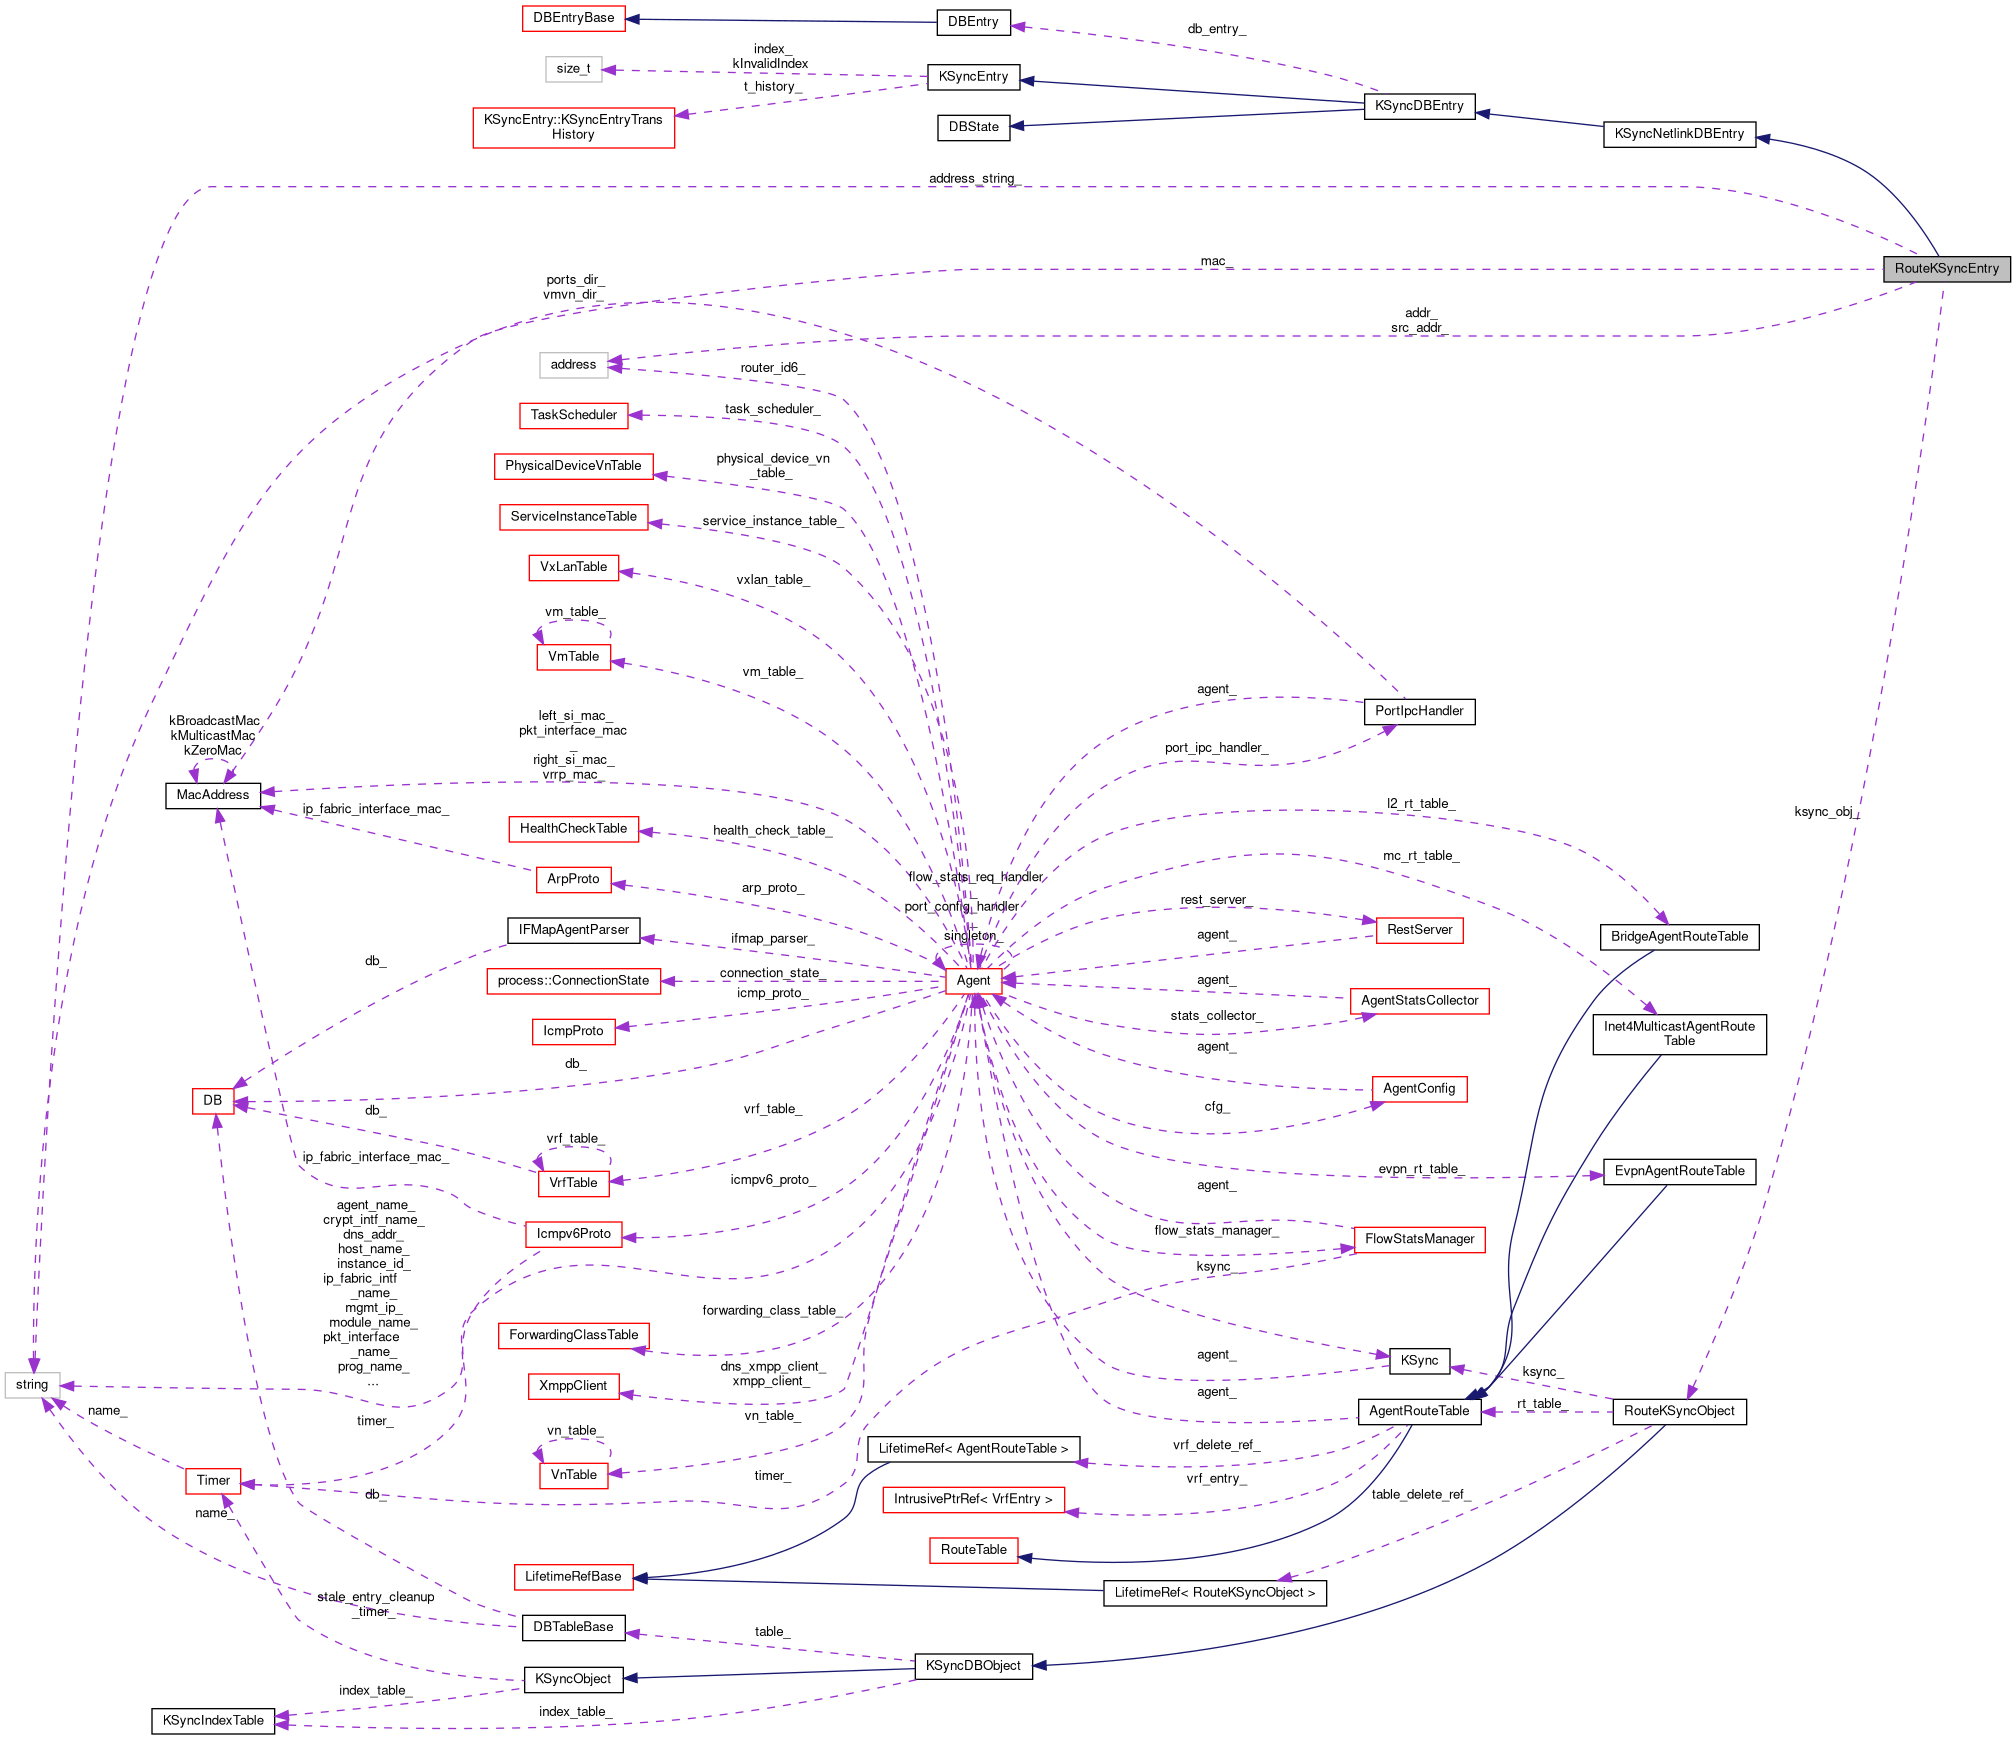 DBEntryBase
DBEntry
db_entry_
index_
kInvalidIndex
size_t
KSyncEntry
t_history_
KSyncEntry::KSyncEntryTrans
History
KSyncDBEntry
DBState
KSyncNetlinkDBEntry
address_string_
mac_
RouteKSyncEntry
ports_dir_
vmvn_dir_
addr_
src_addr_
address
router_id6_
TaskScheduler
task_scheduler_
PhysicalDeviceVnTable
physical_device_vn
_table_
ServiceInstanceTable
service_instance_table_
VxLanTable
vxlan_table_
vm_table_
VmTable
vm_table_
agent_
PortIpcHandler
left_si_mac_
pkt_interface_mac
_
right_si_mac_
vrrp_mac_
kBroadcastMac
kMulticastMac
kZeroMac
port_ipc_handler_
MacAddress
ip_fabric_interface_mac_
l2_rt_table_
ksync_obj_
HealthCheckTable
health_check_table_
mc_rt_table_
ArpProto
arp_proto_
flow_stats_req_handler
_
port_config_handler
_
singleton_
rest_server_
RestServer
IFMapAgentParser
ifmap_parser_
agent_
BridgeAgentRouteTable
db_
process::ConnectionState
connection_state_
Agent
agent_
AgentStatsCollector
icmp_proto_
IcmpProto
stats_collector_
Inet4MulticastAgentRoute
Table
agent_
db_
DB
AgentConfig
db_
vrf_table_
cfg_
vrf_table_
ip_fabric_interface_mac_
VrfTable
icmpv6_proto_
evpn_rt_table_
EvpnAgentRouteTable
agent_
agent_name_
crypt_intf_name_
dns_addr_
host_name_
instance_id_
ip_fabric_intf
_name_
mgmt_ip_
module_name_
pkt_interface
_name_
prog_name_
...
Icmpv6Proto
flow_stats_manager_
FlowStatsManager
ksync_
forwarding_class_table_
ForwardingClassTable
agent_
KSync
string
XmppClient
dns_xmpp_client_
xmpp_client_
agent_
ksync_
name_
timer_
vn_table_
AgentRouteTable
rt_table_
RouteKSyncObject
vn_table_
LifetimeRef< AgentRouteTable >
vrf_delete_ref_
Timer
VnTable
timer_
vrf_entry_
db_
name_
IntrusivePtrRef< VrfEntry >
table_delete_ref_
RouteTable
LifetimeRefBase
LifetimeRef< RouteKSyncObject >
stale_entry_cleanup
_timer_
DBTableBase
table_
KSyncDBObject
KSyncObject
index_table_
KSyncIndexTable
index_table_